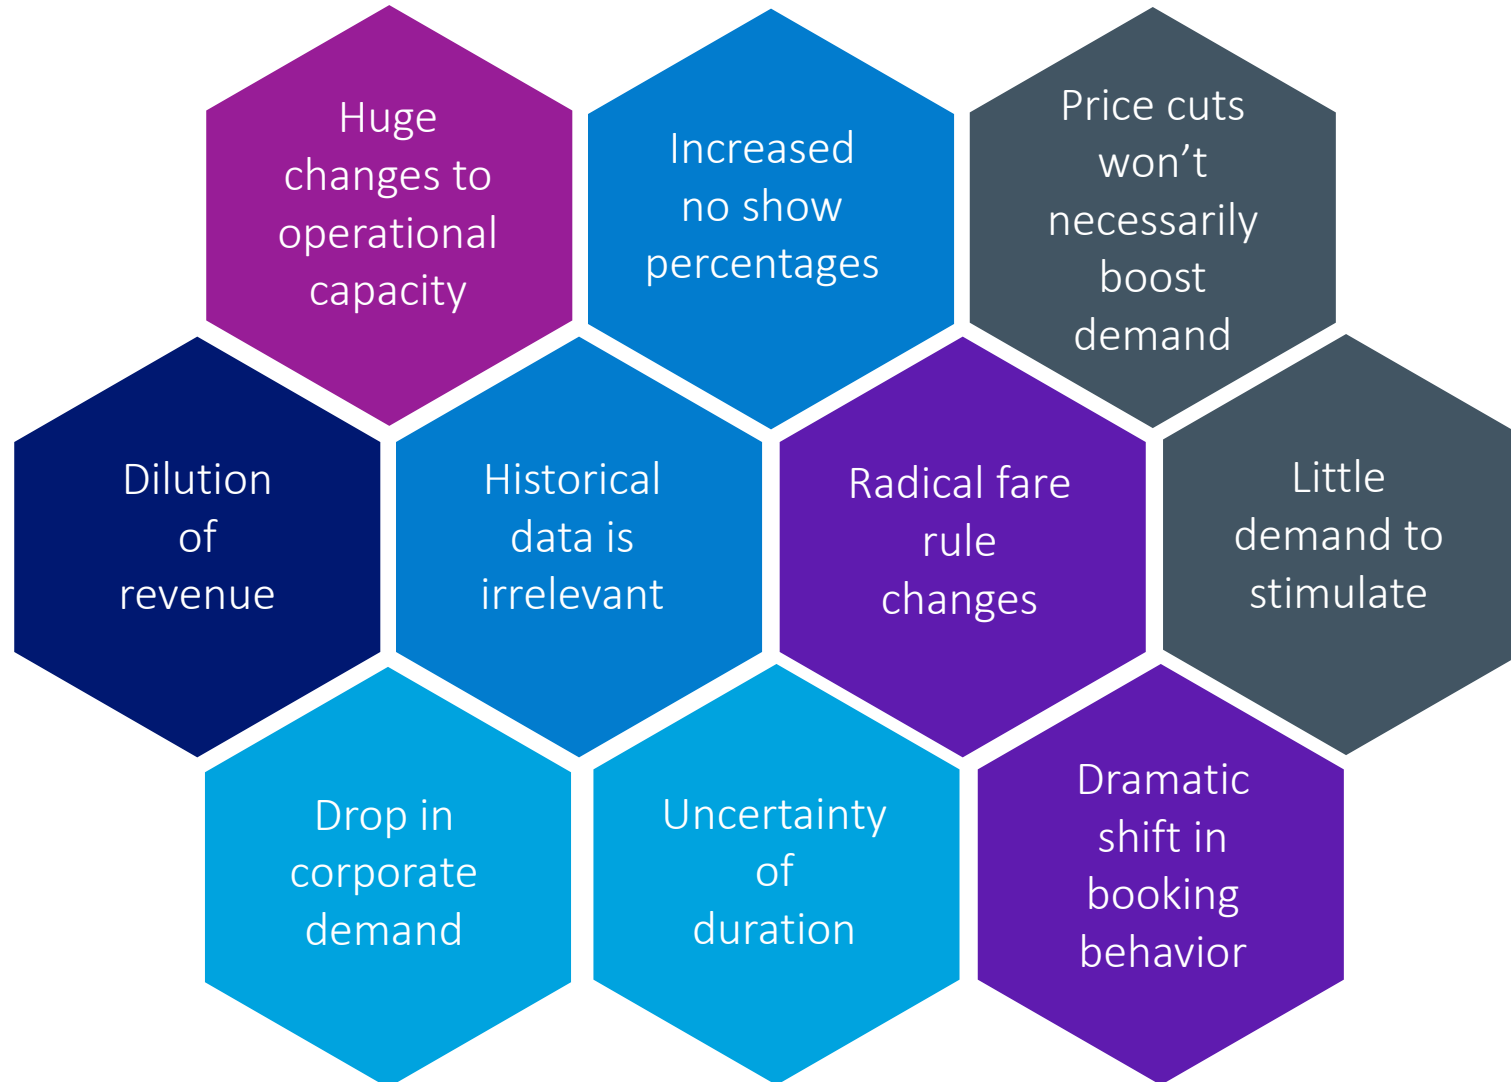 Huge
changes to
operational
capacity
Increased
no show
percentages
Price cuts
won’t
necessarily
boost
demand
Dilution
of
revenue
Historical
data is
irrelevant
Radical fare
rule
changes
Little
demand to
stimulate
Drop in
corporate
demand
Uncertainty
of
duration
Dramatic
shift in
booking
behavior